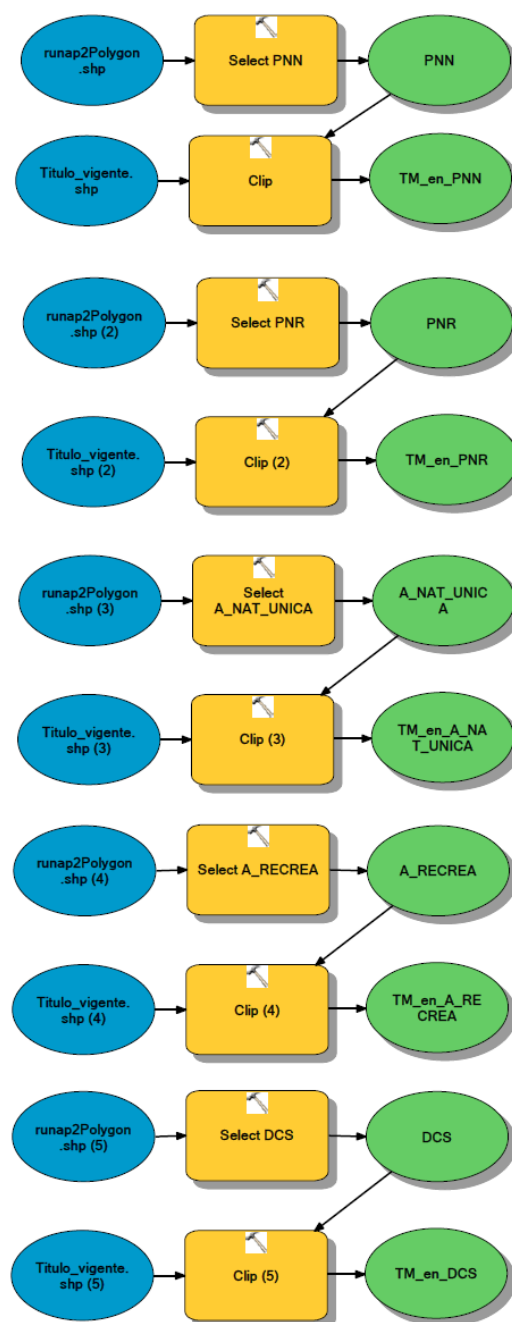 runap2Polygon
.shp
Select PNN
PNN
Titulo_vigente.
shp
Clip
TM_en_PNN
runap2Polygon
.shp (2)
Select PNR
PNR
Titulo_vigente.
shp (2)
Clip (2)
TM_en_PNR
runap2Polygon
.shp (3)
Select
A_NAT_UNICA
A_NAT_UNIC
A
Titulo_vigente.
shp (3)
Clip (3)
TM_en_A_NA
T_UNICA
runap2Polygon
.shp (4)
Select A_RECREA
A_RECREA
Titulo_vigente.
shp (4)
Clip (4)
TM_en_A_RE
CREA
runap2Polygon
.shp (5)
Select DCS
DCS
Titulo_vigente.
shp (5)
Clip (5)
TM_en_DCS